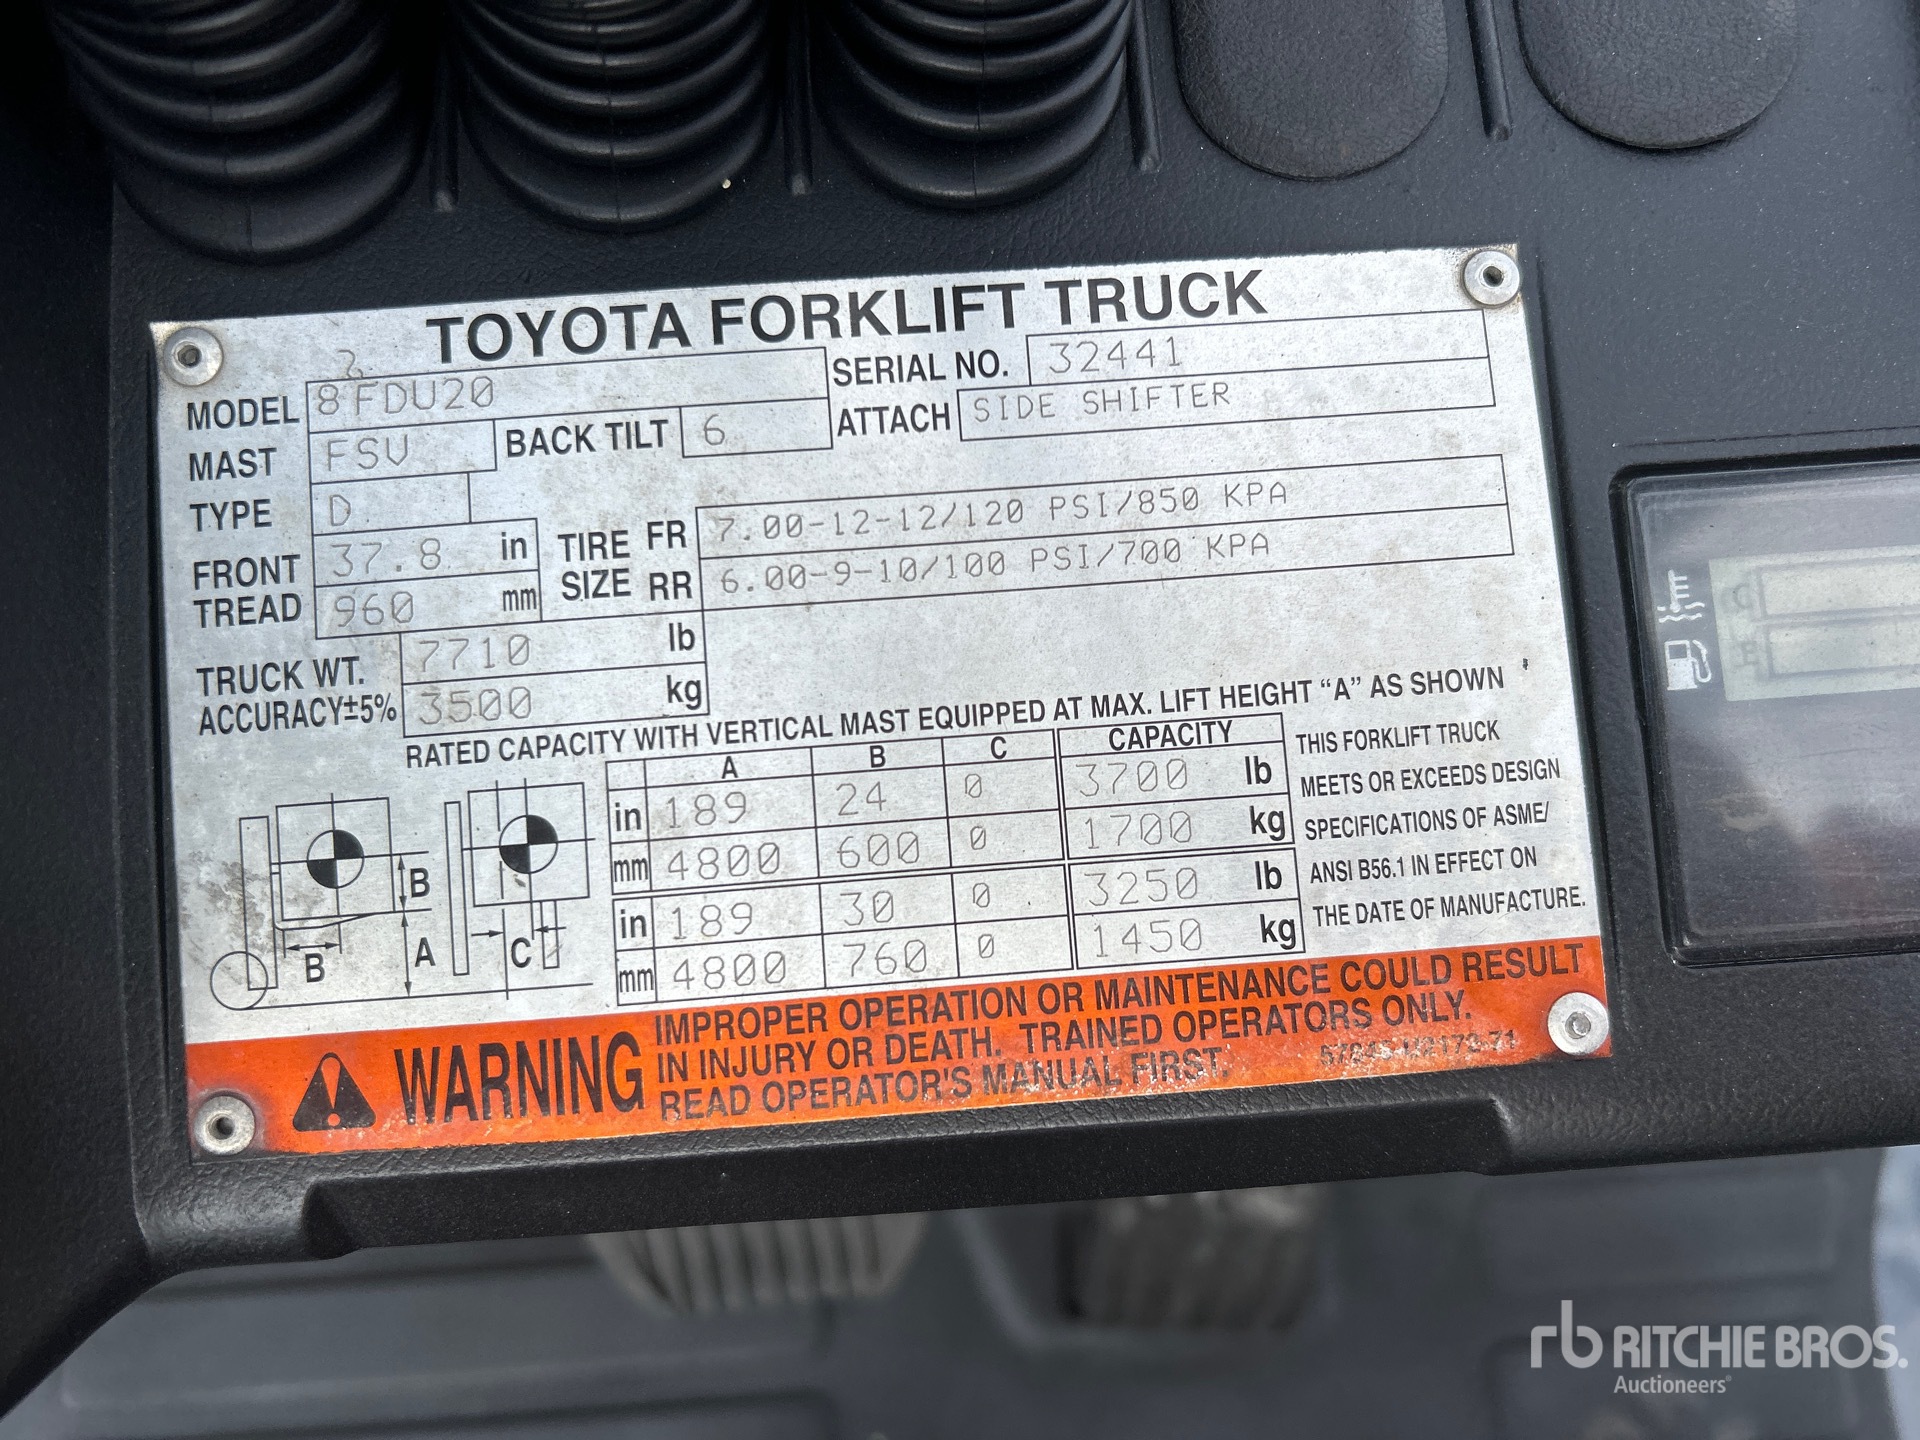 TOYOTA FORKLIFT TRUCK
2
MODEL 8FDU20 SERIAL NO. 32441
MAST FSV BACK TILT 6 ATTACH SIDE SHIFTER
TYPE D
FRONT TREAD 37.8 in 960 mm
TIRE SIZE FR 7.00-12-12/120 PSI/850 KPA
RR 6.00-9-10/100 PSI/700 KPA
TRUCK WT. 7710 lb
ACCURACY±5% 3500 kg
RATED CAPACITY WITH VERTICAL MAST EQUIPPED AT MAX. LIFT HEIGHT "A" AS SHOWN
A B C CAPACITY
in 189 24 0 3700 lb
mm 4800 600 0 1700 kg
in 189 30 0 3250 lb
mm 4800 760 0 1450 kg
B
B
A
C
THIS FORKLIFT TRUCK
MEETS OR EXCEEDS DESIGN
SPECIFICATIONS OF ASME/
ANSI B56.1 IN EFFECT ON
THE DATE OF MANUFACTURE.
WARNING
IMPROPER OPERATION OR MAINTENANCE COULD RESULT
IN INJURY OR DEATH. TRAINED OPERATORS ONLY.
READ OPERATOR'S MANUAL FIRST.
C
E
rb RITCHIE BROS.
Auctioneers